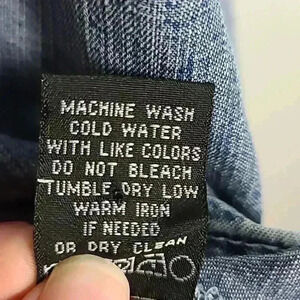 MACHINE WASH
COLD WATER
WITH LIKE COLORS
DO NOT BLEACH
TUMBLE DRY LOW
WARM IRON
IF NEEDED
OR DRY CLEAN